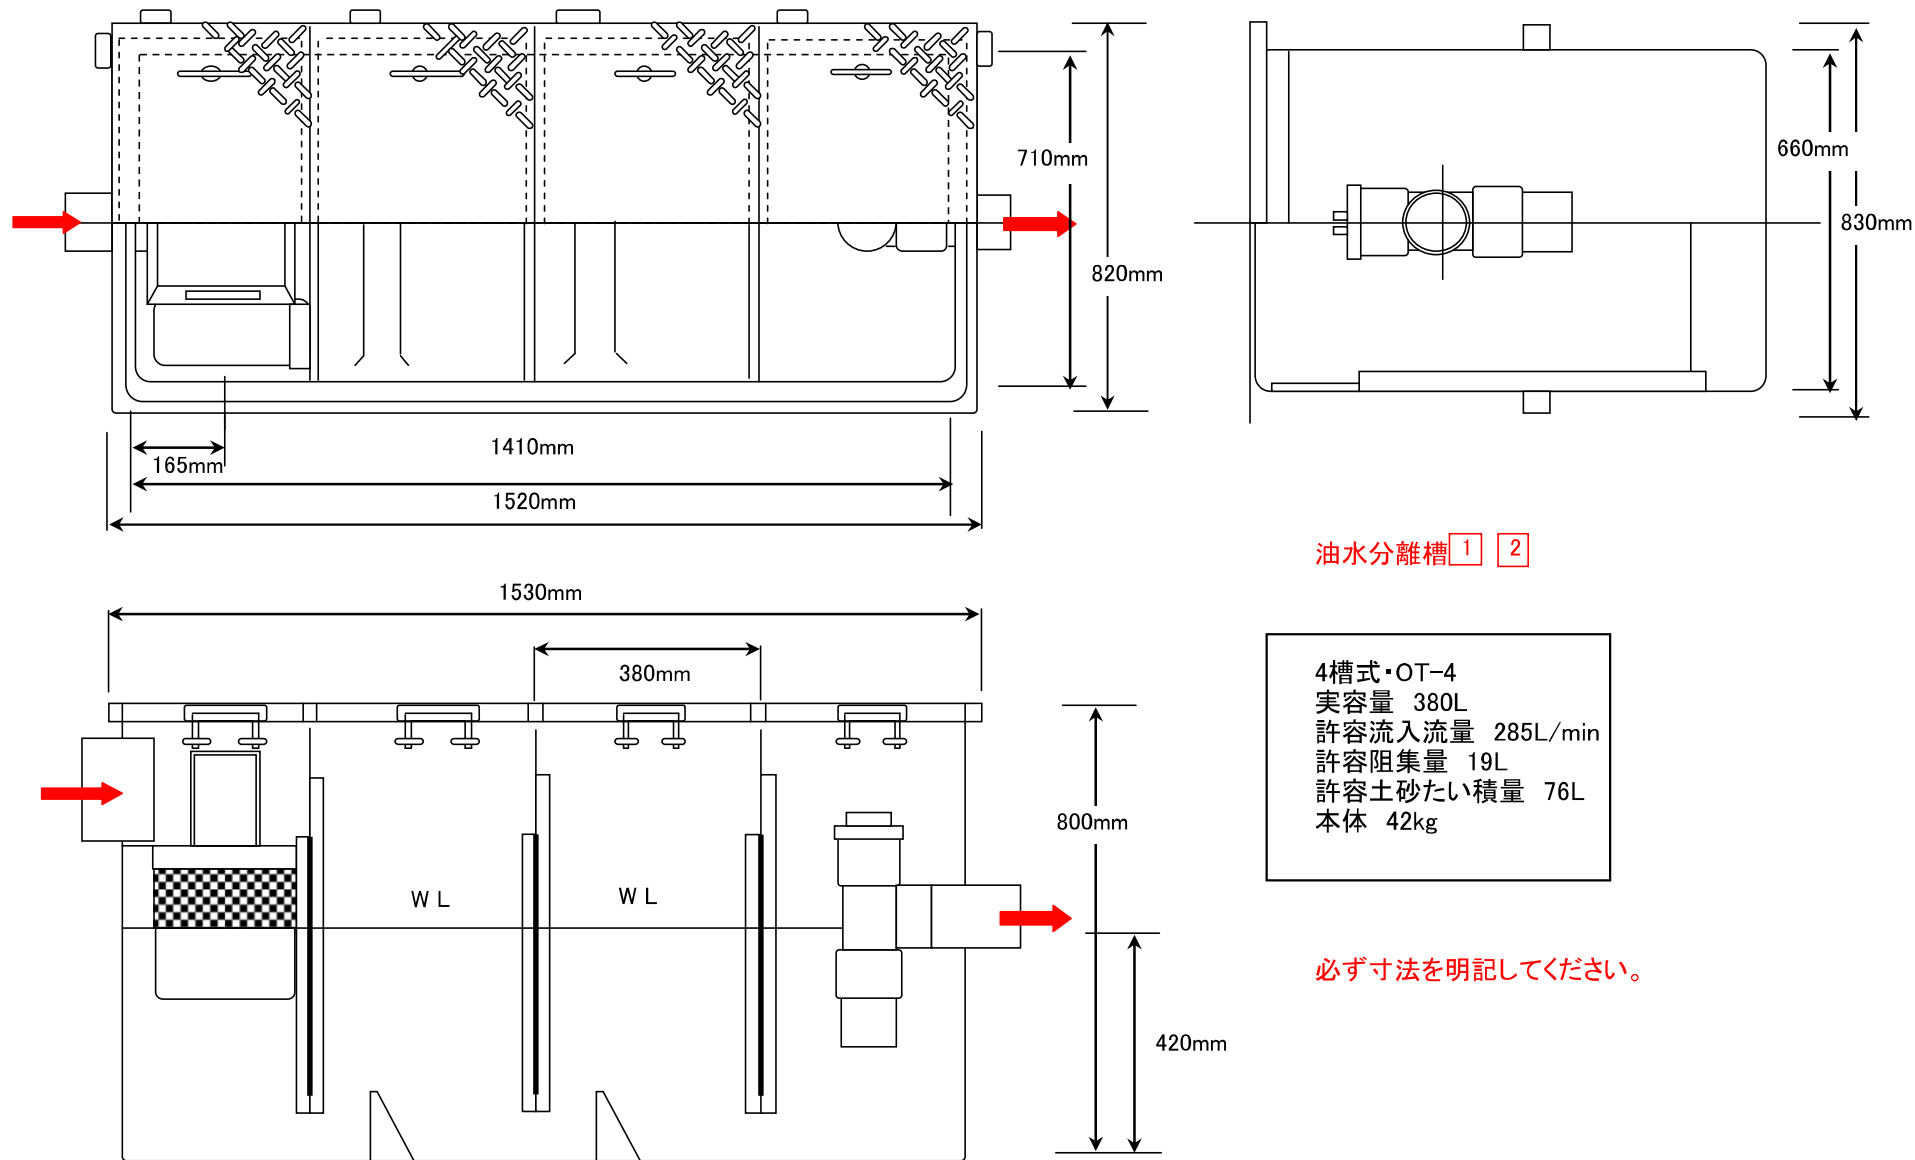 710mm
820mm
165mm
1410mm
1520mm
660mm
830mm
油水分離槽 1 2
1530mm
380mm
WL
WL
800mm
420mm
4槽式・OT−4
実容量 380L
許容流入流量 285L/min
許容阻集量 19L
許容土砂たい積量 76L
本体 42kg
必ず寸法を明記してください。